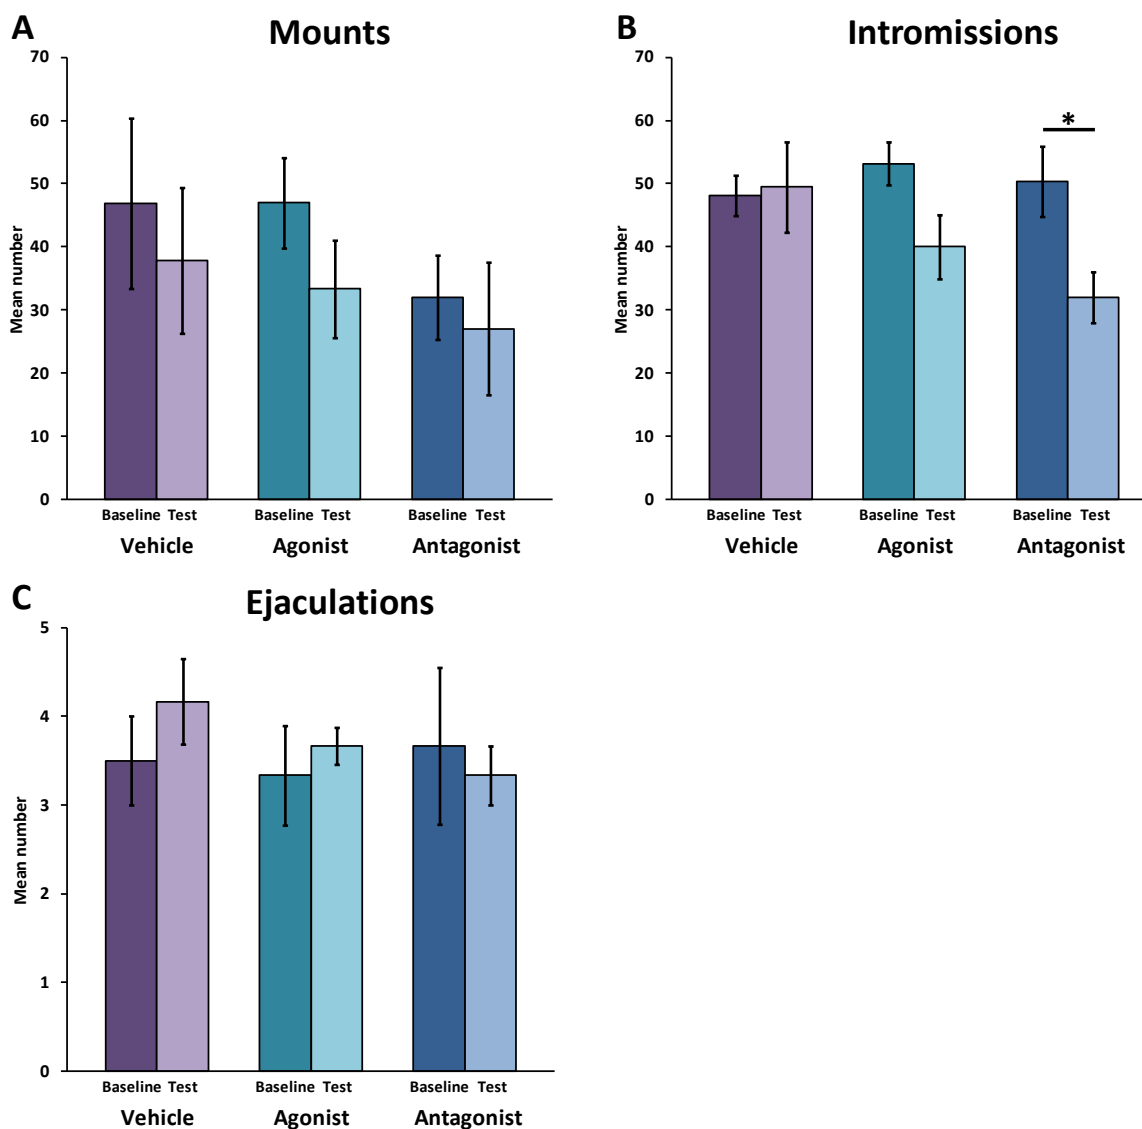 A
Mounts
70
60
50
40
30
20
10
0
Mean number
Baseline Test
Baseline Test
Baseline Test
Vehicle
Agonist
Antagonist
B
Intromissions
70
60
50
40
30
20
10
0
Mean number
*
Baseline Test
Baseline Test
Baseline Test
Vehicle
Agonist
Antagonist
C
Ejaculations
5
4
3
2
1
0
Mean number
Baseline Test
Baseline Test
Baseline Test
Vehicle
Agonist
Antagonist